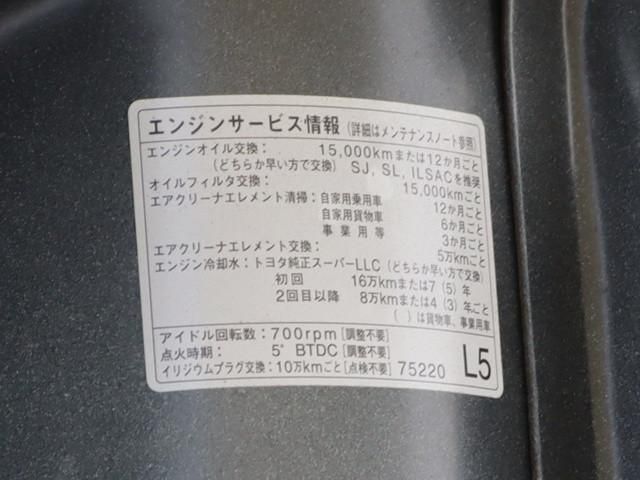 エンジンサービス情報（詳細はメンテナンスノート参照）
エンジンオイル交換： 15,000kmまたは12か月ごと
（どちらか早い方で交換） SJ, SL, ILSACを推奨
オイルフィルタ交換： 15,000kmごと
エアクリーナエレメント清掃：自家用乗用車 12か月ごと
自家用貨物車 6か月ごと
事業用等 3か月ごと
エアクリーナエレメント交換： 5万kmごと
エンジン冷却水：トヨタ純正スーパーLLC（どちらか早い方で交換）
初回 16万kmまたは7（5）年
2回目以降 8万kmまたは4（3）年ごと
（ ）は貨物車、事業用車
アイドル回転数：700rpm［調整不要］
点火時期： 5° BTDC［調整不要］
イリジウムプラグ交換：10万kmごと［点検不要］ 75220 L5